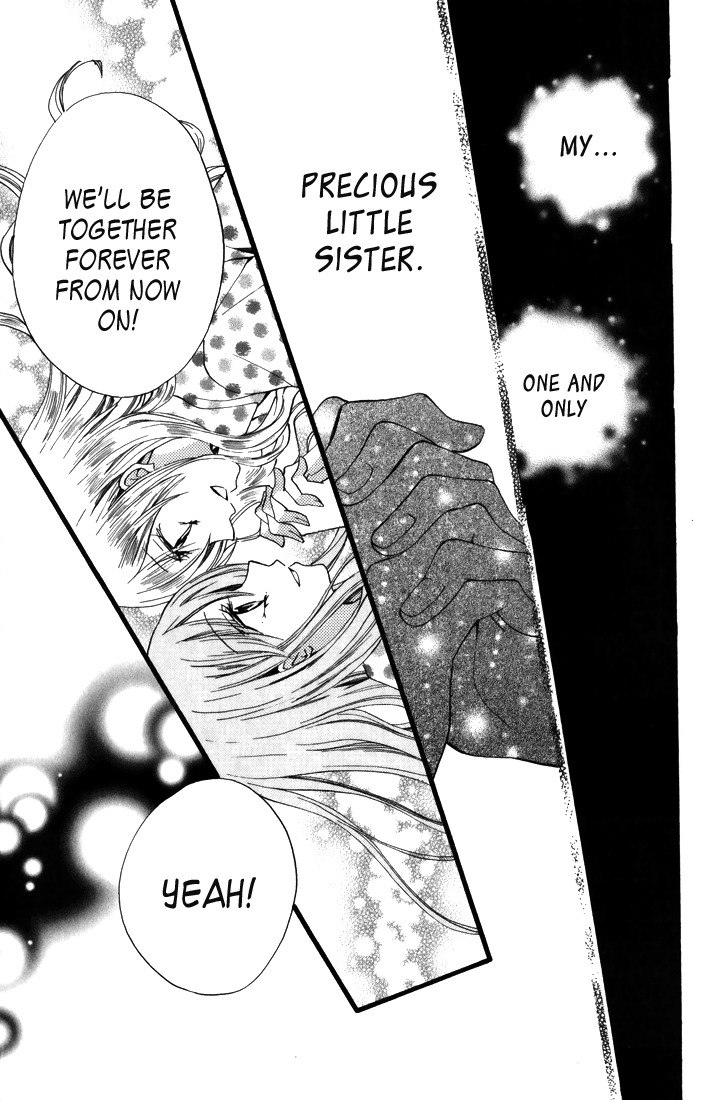 MY...
ONE AND
ONLY
PRECIOUS
LITTLE
SISTER.
WE'LL BE
TOGETHER
FOREVER
FROM NOW
ON!
YEAH!